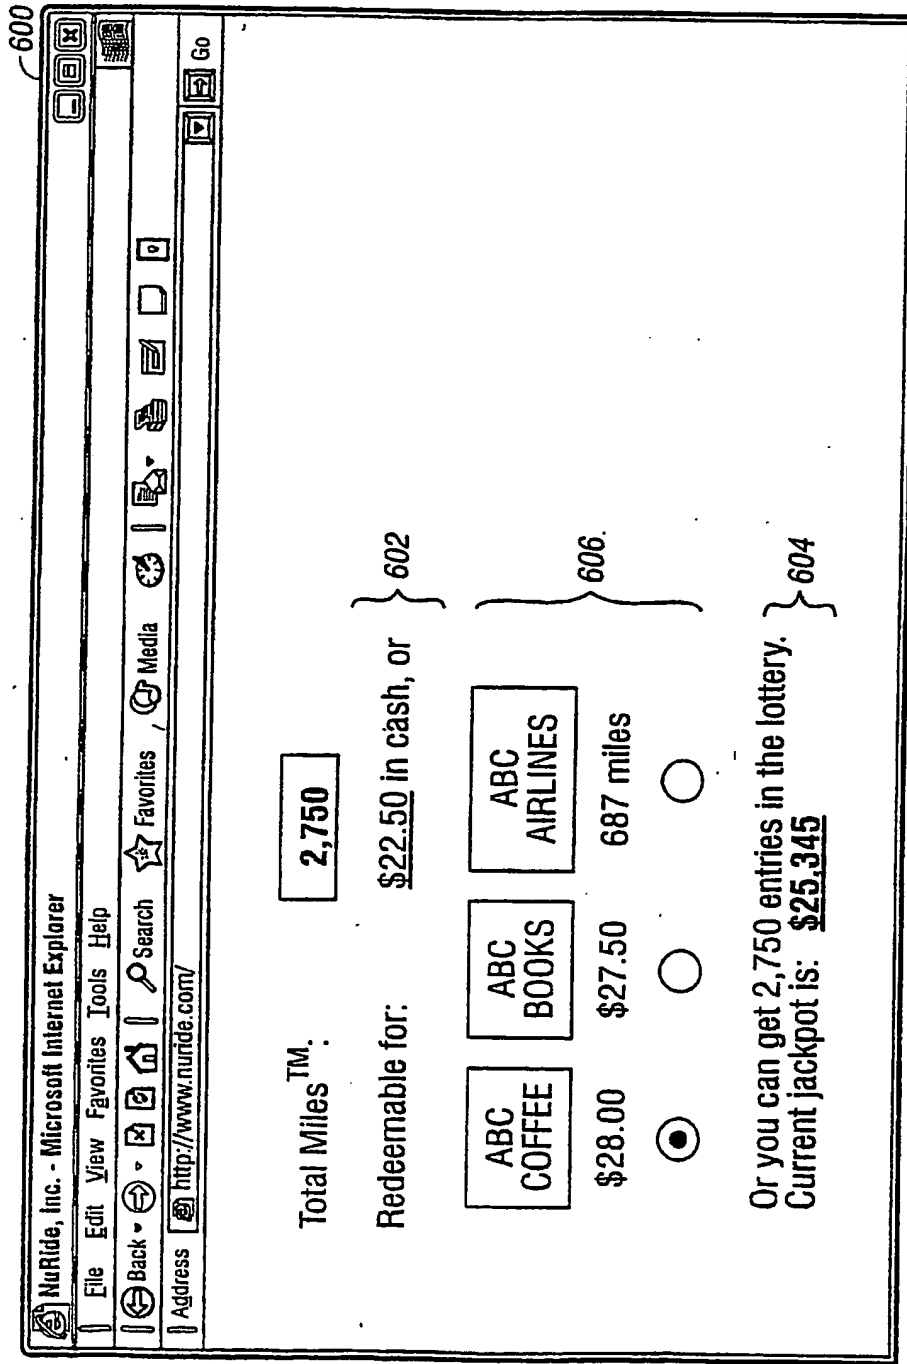 600
NuRide, Inc. - Microsoft Internet Explorer
File Edit View Favorites Tools Help
Back Search Favorites Media
Address http://www.nuride.com/ Go
Total Miles™: 2,750
Redeemable for: $22.50 in cash, or
602
ABC COFFEE
ABC BOOKS
ABC AIRLINES
$28.00 $27.50 687 miles
606
Or you can get 2,750 entries in the lottery.
Current jackpot is: $25,345
604